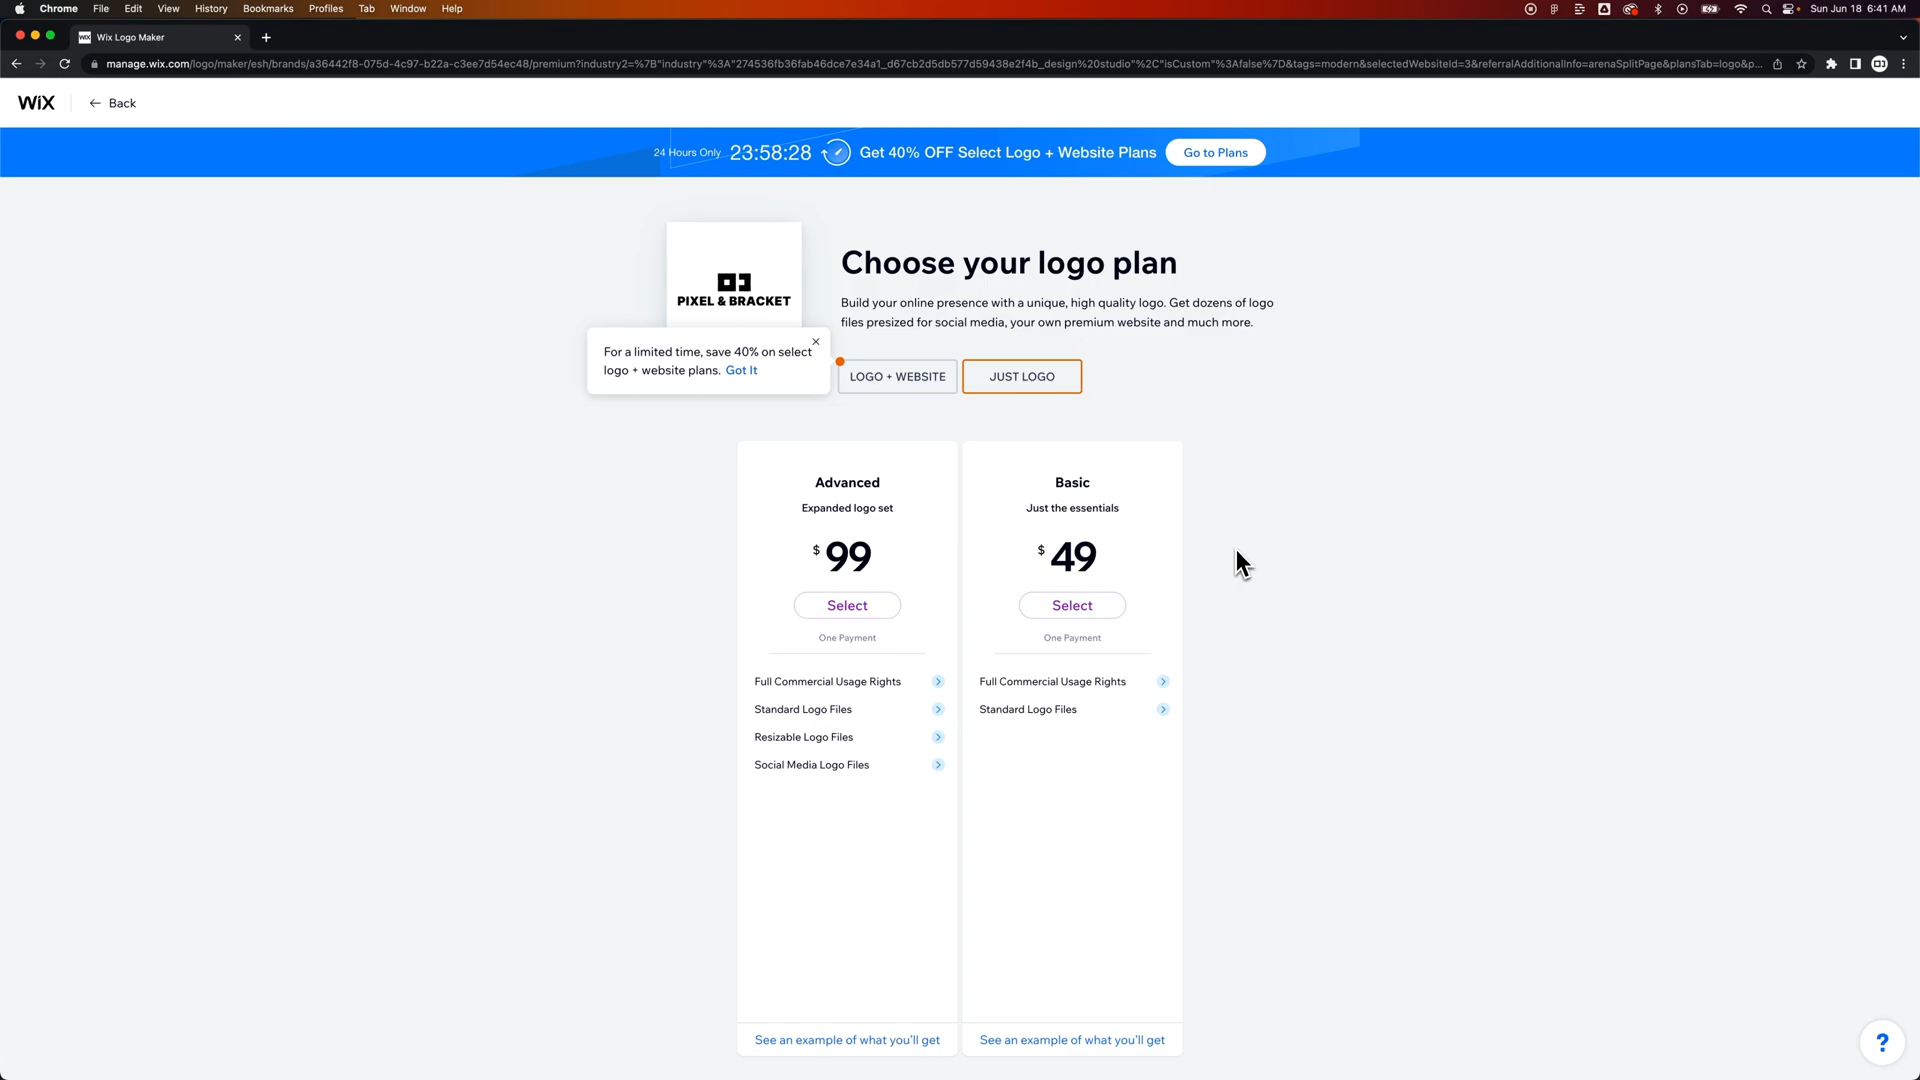 Chrome File Edit View History Bookmarks Profiles Tab Window Help Sun Jun 18 6:41 AM
WiX Wix Logo Maker
manage.wix.com/logo/maker/esh/brands/a36442f8-075d-4c97-b22a-c3ee7d54ec48/premium?industry2=%7B"industry"%3A"274536fb36fab46dce7e34a1_d67cb2d5db577d59438e2f4b_design%20studio"%2C"isCustom"%3Afalse%7D&tags=modern&selectedWebsiteId=3&referralAdditionalInfo=arenaSplitPage&plansTab=logo&p...
WiX Back
24 Hours Only 23:58:28 Get 40% OFF Select Logo + Website Plans Go to Plans
PIXEL & BRACKET
Choose your logo plan
Build your online presence with a unique, high quality logo. Get dozens of logo
files presized for social media, your own premium website and much more.
For a limited time, save 40% on select
logo + website plans. Got It
LOGO + WEBSITE JUST LOGO
Advanced
Expanded logo set
$ 99
Select
One Payment
Full Commercial Usage Rights
Standard Logo Files
Resizable Logo Files
Social Media Logo Files
See an example of what you'll get
Basic
Just the essentials
$ 49
Select
One Payment
Full Commercial Usage Rights
Standard Logo Files
See an example of what you'll get
?